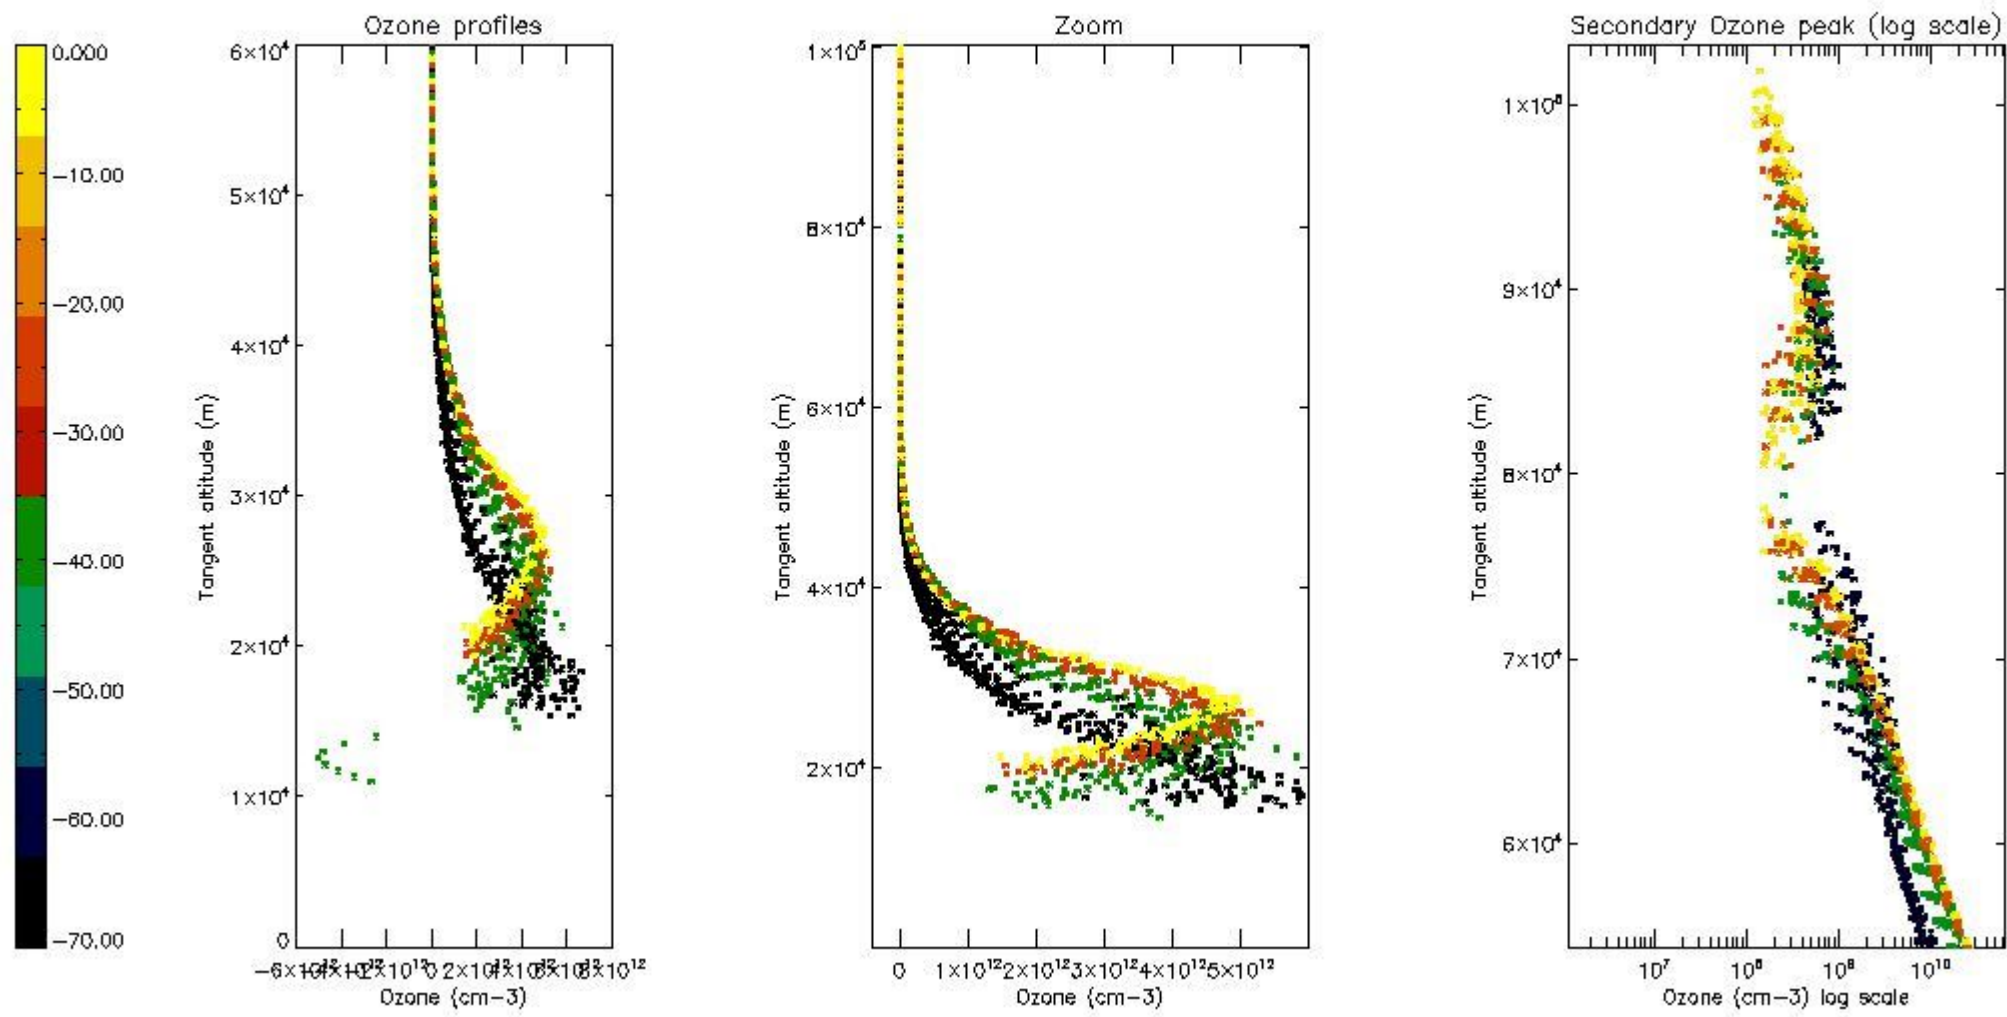 Ozone profiles
Zoom
Secondary Ozone peak (log scale)
0.000
-10.00
-20.00
-30.00
-40.00
-50.00
-60.00
-70.00
6×10⁴
5×10⁴
4×10⁴
3×10⁴
2×10⁴
1×10⁴
0
Tangent altitude (m)
0
8×10¹²
Ozone (cm-3)
1×10⁵
8×10⁴
6×10⁴
4×10⁴
2×10⁴
Tangent altitude (m)
0 1×10¹² 2×10¹² 3×10¹² 4×10¹² 5×10¹²
Ozone (cm-3)
9×10⁴
8×10⁴
7×10⁴
6×10⁴
Tangent altitude (m)
10⁷ 10⁸ 10⁹ 10¹⁰
Ozone (cm-3) log scale